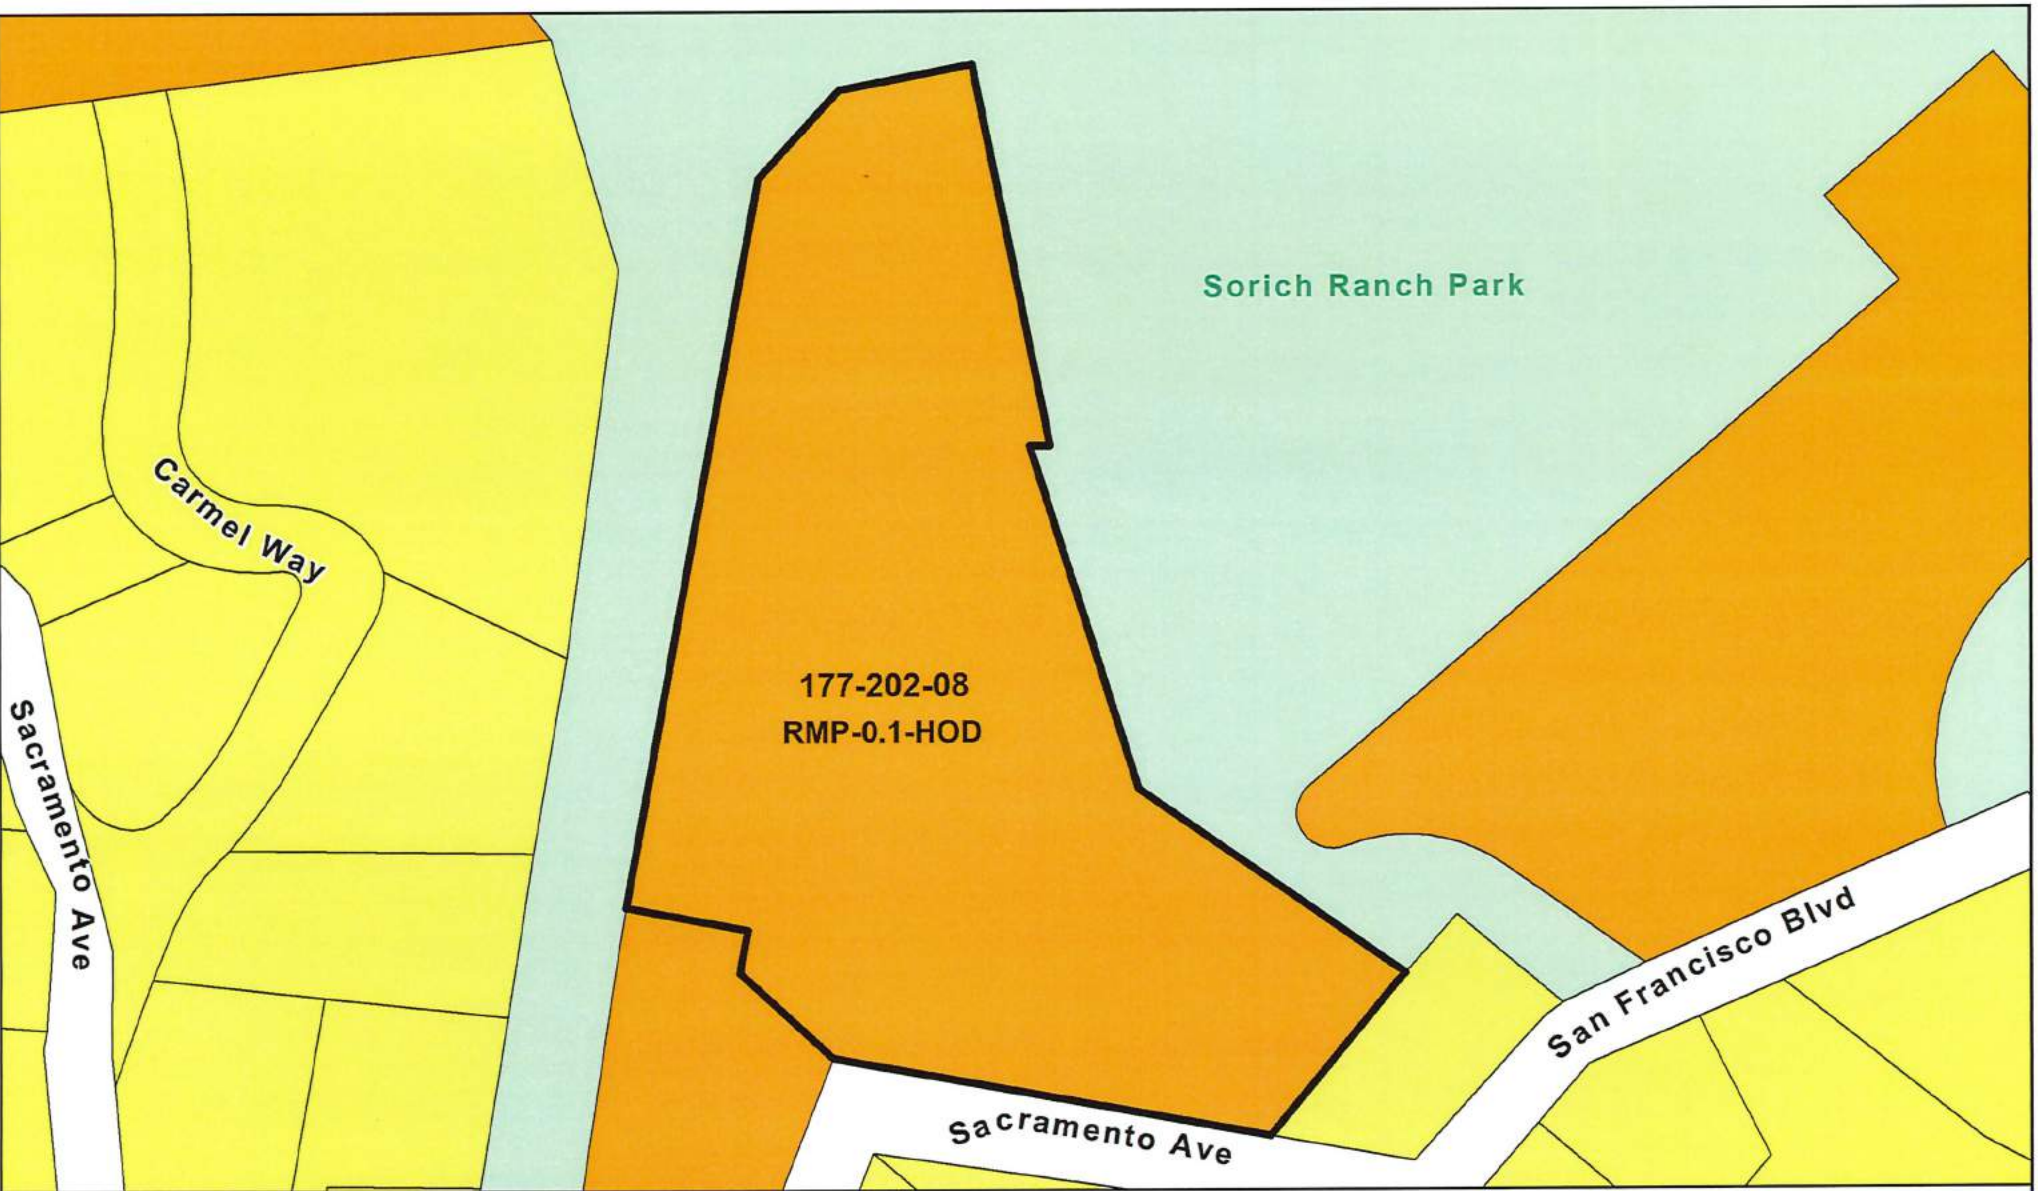 Sorich Ranch Park
Carmel Way
177-202-08
RMP-0.1-HOD
Sacramento Ave
San Francisco Blvd
Sacramento Ave